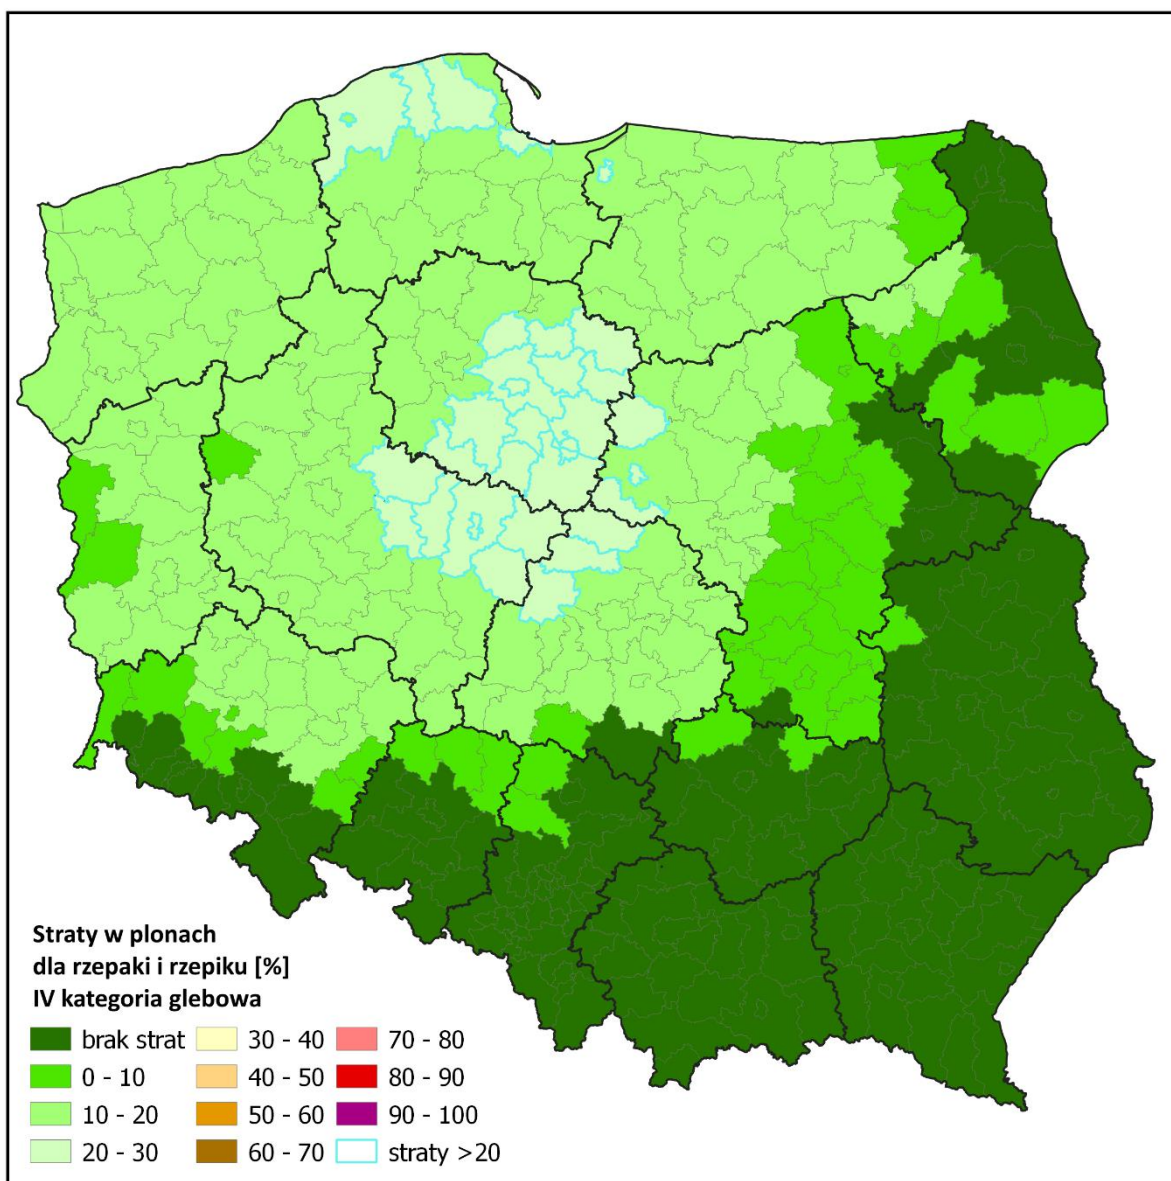 Straty w plonach
dla rzepaki i rzepiku [%]
IV kategoria glebowa
brak strat
0 - 10
10 - 20
20 - 30
30 - 40
40 - 50
50 - 60
60 - 70
70 - 80
80 - 90
90 - 100
straty >20